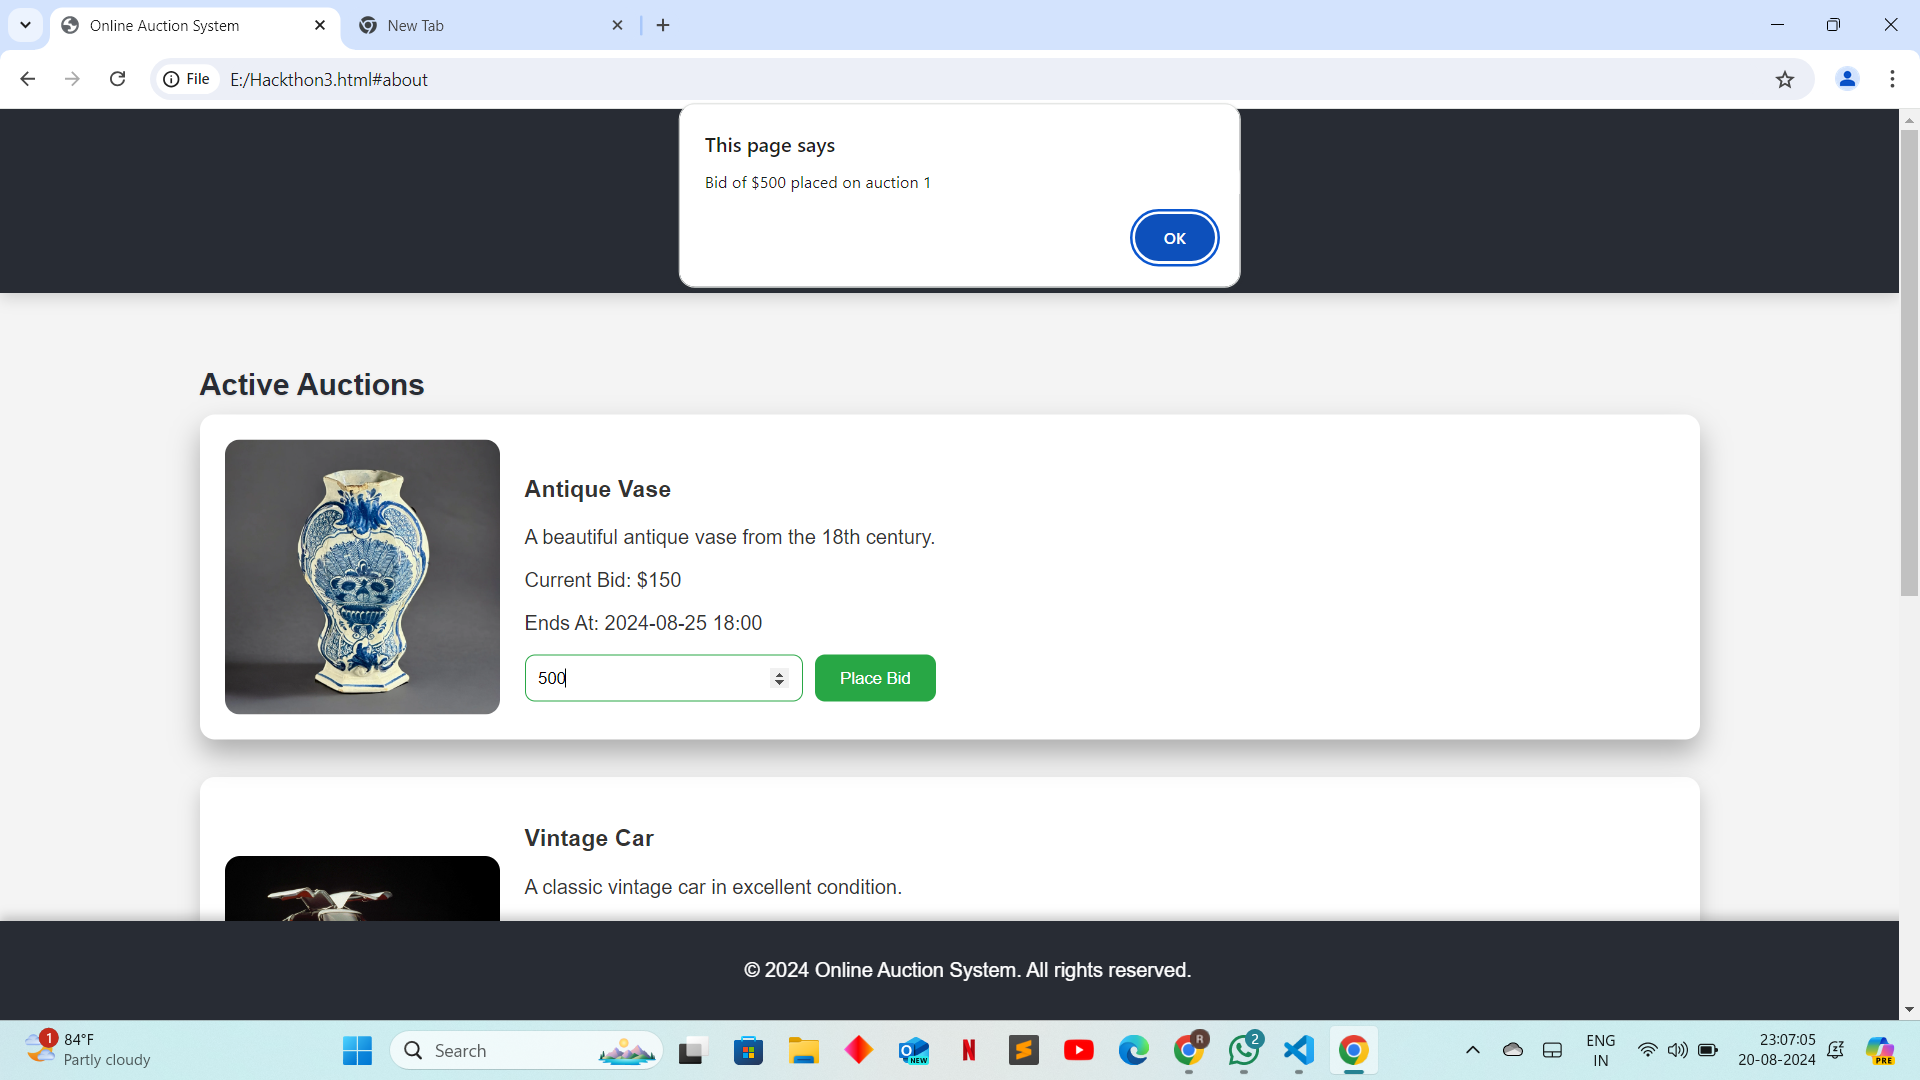 Online Auction System
New Tab
File
E:/Hackthon3.html#about
This page says
Bid of $500 placed on auction 1
OK
Active Auctions
Antique Vase
A beautiful antique vase from the 18th century.
Current Bid: $150
Ends At: 2024-08-25 18:00
500
Place Bid
Vintage Car
A classic vintage car in excellent condition.
© 2024 Online Auction System. All rights reserved.
1
84°F
Partly cloudy
Search
NEW
N
R
2
ENG
IN
23:07:05
20-08-2024
PRE